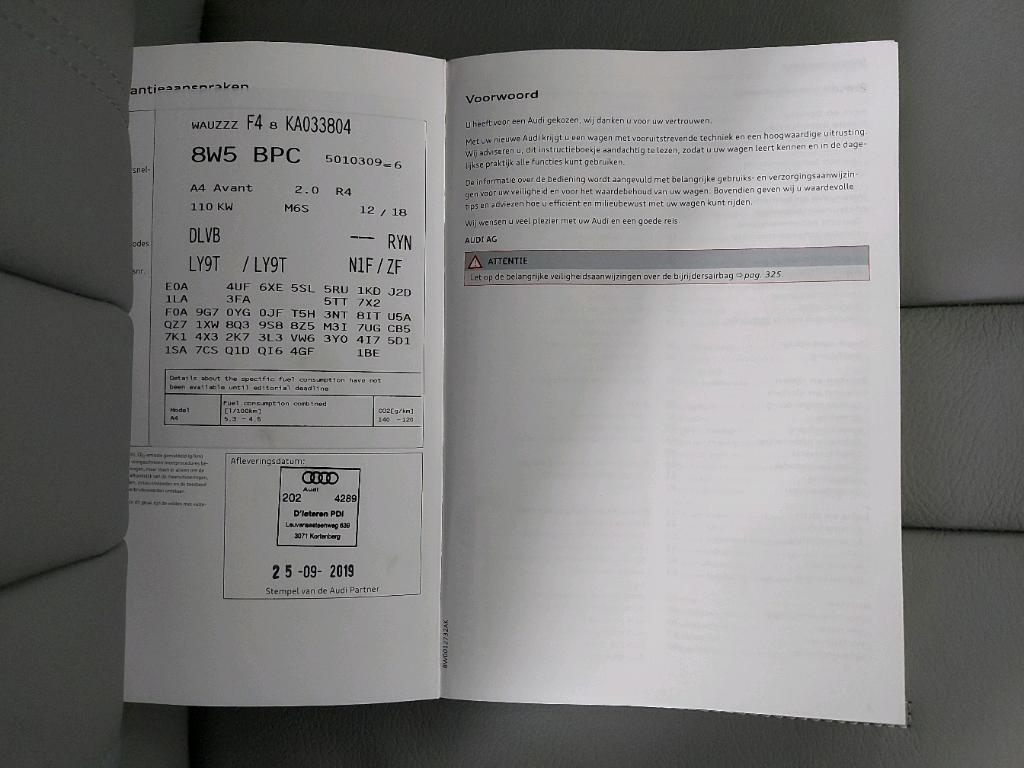 antieaanspraken
WAUZZZ F4 8 KA033804
8W5 BPC 5010309=6
snel-
A4 Avant 2.0 R4
110 KW M6S 12 / 18
DLVB --- RYN
odes
LY9T / LY9T N1F / ZF
snr.
E0A 4UF 6XE 5SL 5RU 1KD J2D
1LA 3FA 5TT 7X2
F0A 9G7 0YG 0JF T5H 3NT 8IT U5A
QZ7 1XW 8Q3 9S8 8Z5 M3I 7UG CB5
7K1 4X3 2K7 3L3 VW6 3Y0 4I7 5D1
1SA 7CS Q1D QI6 4GF 1BE
Details about the specific fuel consumption have not
been available until editorial deadline
Model Fuel consumption combined
[l/100km] CO2[g/km]
A4 5.3 - 4.5 140 -120
Afleveringsdatum:
Audi
202 4289
D'Ieteren PDI
Leuvensesteenweg 639
3071 Kortenberg
25-09-2019
Stempel van de Audi Partner
Voorwoord
U heeft voor een Audi gekozen, wij danken u voor uw vertrouwen.
Met uw nieuwe Audi krijgt u een wagen met vooruitstrevende techniek en een hoogwaardige uitrusting.
Wij adviseren u, dit instructieboekje aandachtig te lezen, zodat u uw wagen leert kennen en in de dage-
lijkse praktijk alle functies kunt gebruiken.
De informatie over de bediening wordt aangevuld met belangrijke gebruiks- en verzorgingsaanwijzin-
gen voor uw veiligheid en voor het waardebehoud van uw wagen. Bovendien geven wij u waardevolle
tips en adviezen hoe u efficiënt en milieubewust met uw wagen kunt rijden.
Wij wensen u veel plezier met uw Audi en een goede reis
AUDI AG
ATTENTIE
Let op de belangrijke veiligheidsaanwijzingen over de bijrijdersairbag ⇨ pag. 325.
8W0012732AK